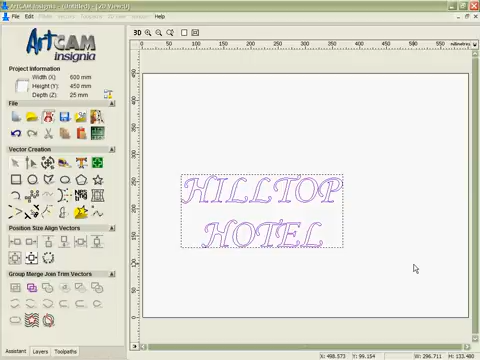 ArtCAM Insignia - [Untitled] - [2D View:0]
File Edit
Window Help
3D
ArtCAM
insignia
Project Information
Width (X): 600 mm
Height (Y): 450 mm
Depth (Z): 25 mm
File
Vector Creation
Position Size Align Vectors
Group Merge Join Trim Vectors
Assistant Layers Toolpaths
0 50 100 150 200 250 300 350 400 450 500 550
HILLTOP
HOTEL
X: 498.573 Y: 99.154 W: 296.711 H: 133.480